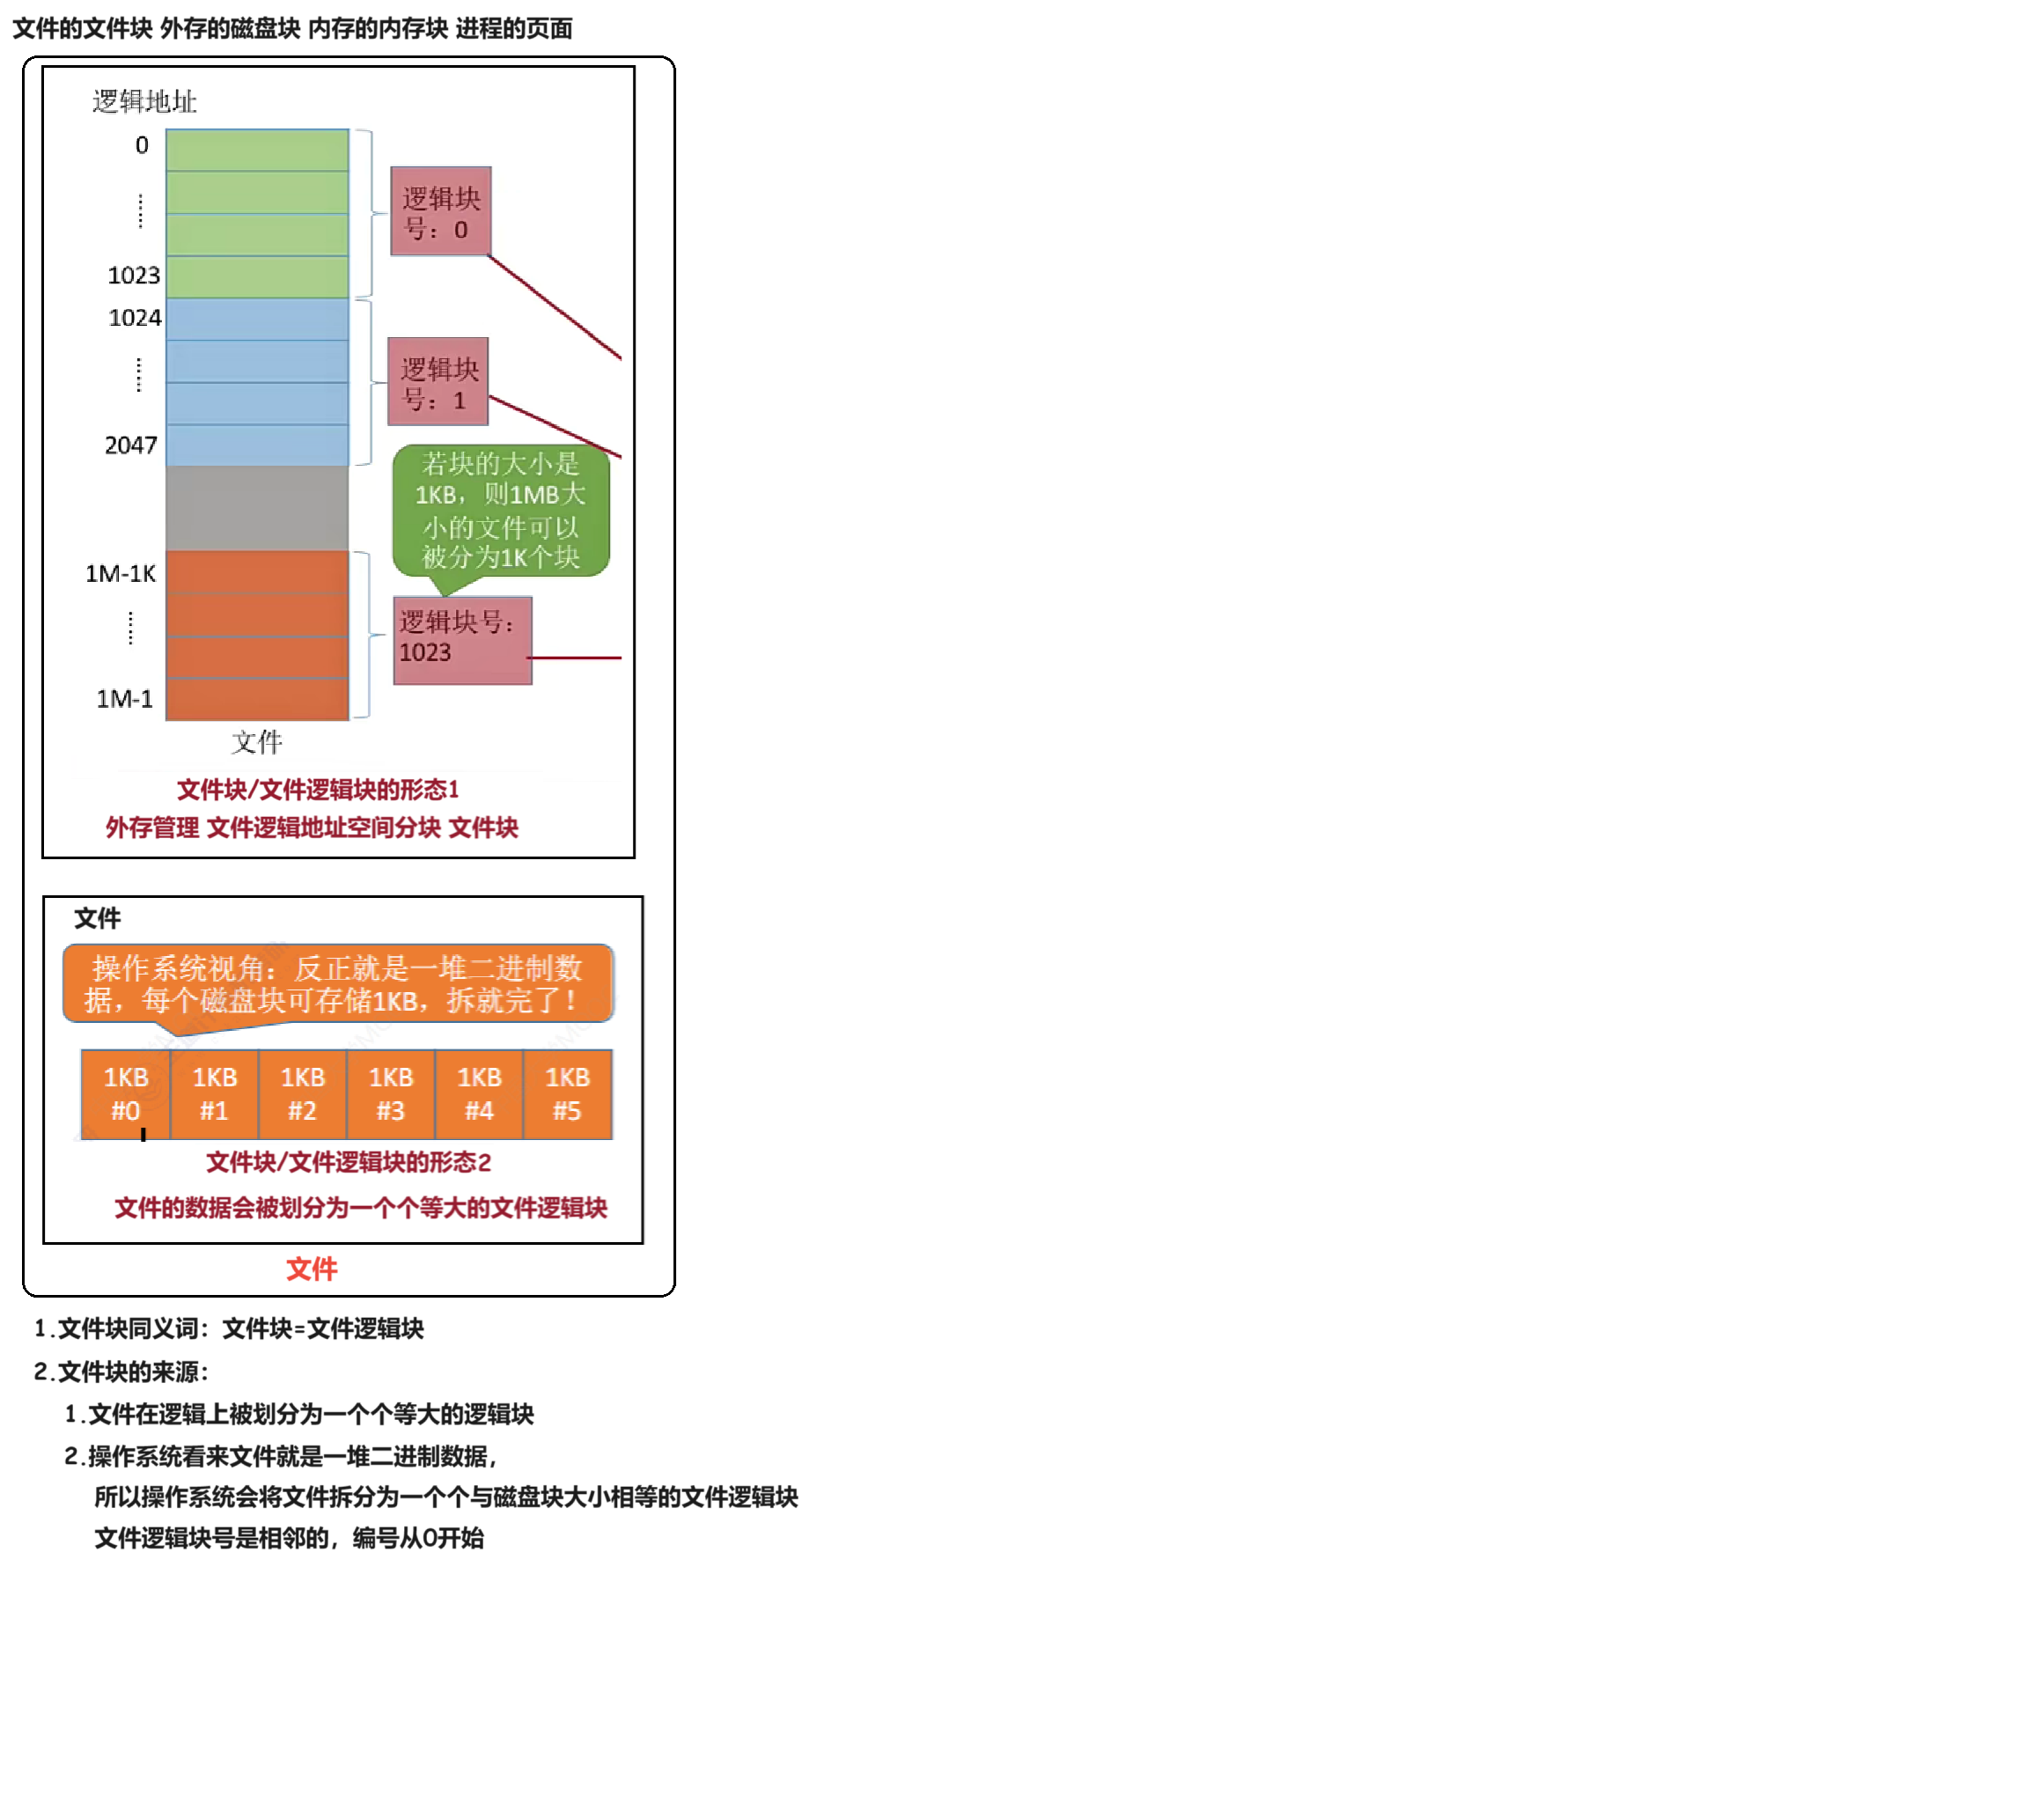 文件的文件块 外存的磁盘块 内存的内存块 进程的页面
逻辑地址
0
……
1023
1024
……
2047
1M-1K
……
1M-1
文件
逻辑块
号：0
逻辑块
号：1
若块的大小是
1KB，则1MB大
小的文件可以
被分为1K个块
逻辑块号：
1023
文件块/文件逻辑块的形态1
外存管理 文件逻辑地址空间分块 文件块
文件
操作系统视角：反正就是一堆二进制数
据，每个磁盘块可存储1KB，拆就完了！
1KB 1KB 1KB 1KB 1KB 1KB
#0 #1 #2 #3 #4 #5
文件块/文件逻辑块的形态2
文件的数据会被划分为一个个等大的文件逻辑块
文件
1.文件块同义词：文件块=文件逻辑块
2.文件块的来源：
1.文件在逻辑上被划分为一个个等大的逻辑块
2.操作系统看来文件就是一堆二进制数据，
所以操作系统会将文件拆分为一个个与磁盘块大小相等的文件逻辑块
文件逻辑块号是相邻的，编号从0开始